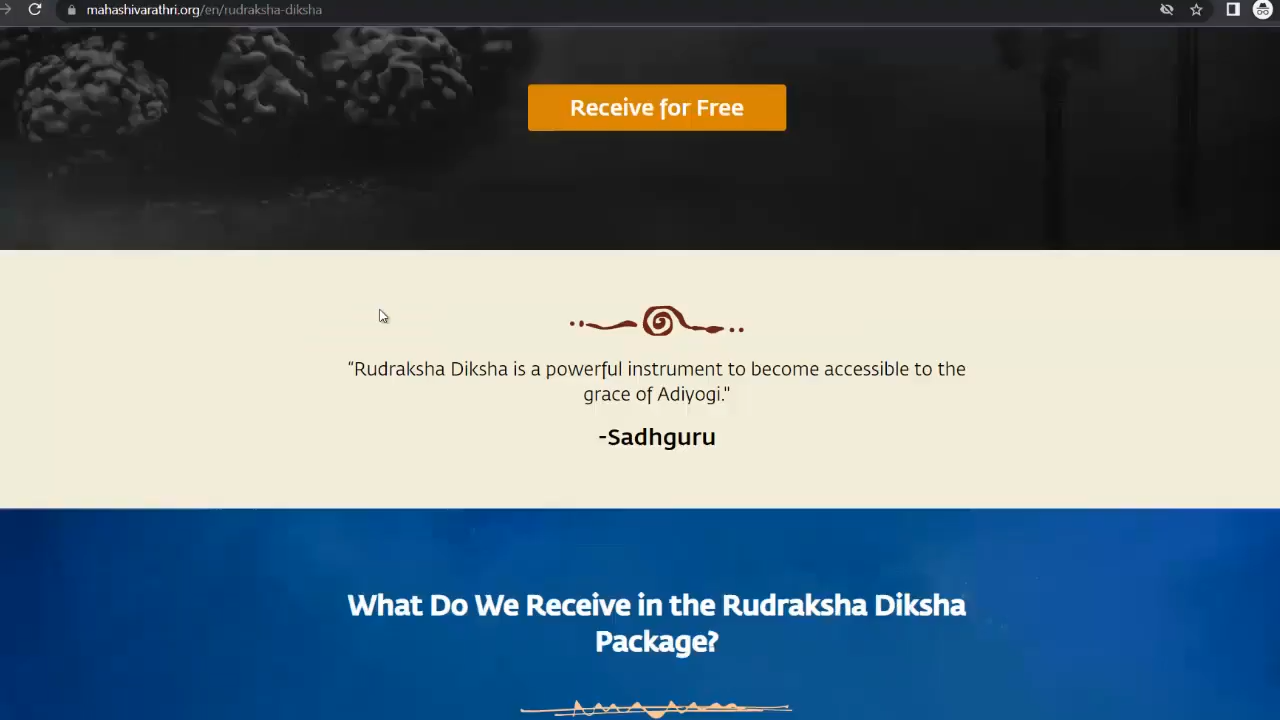 mahashivarathri.org/en/rudraksha-diksha
Receive for Free
“Rudraksha Diksha is a powerful instrument to become accessible to the
grace of Adiyogi."
-Sadhguru
What Do We Receive in the Rudraksha Diksha
Package?